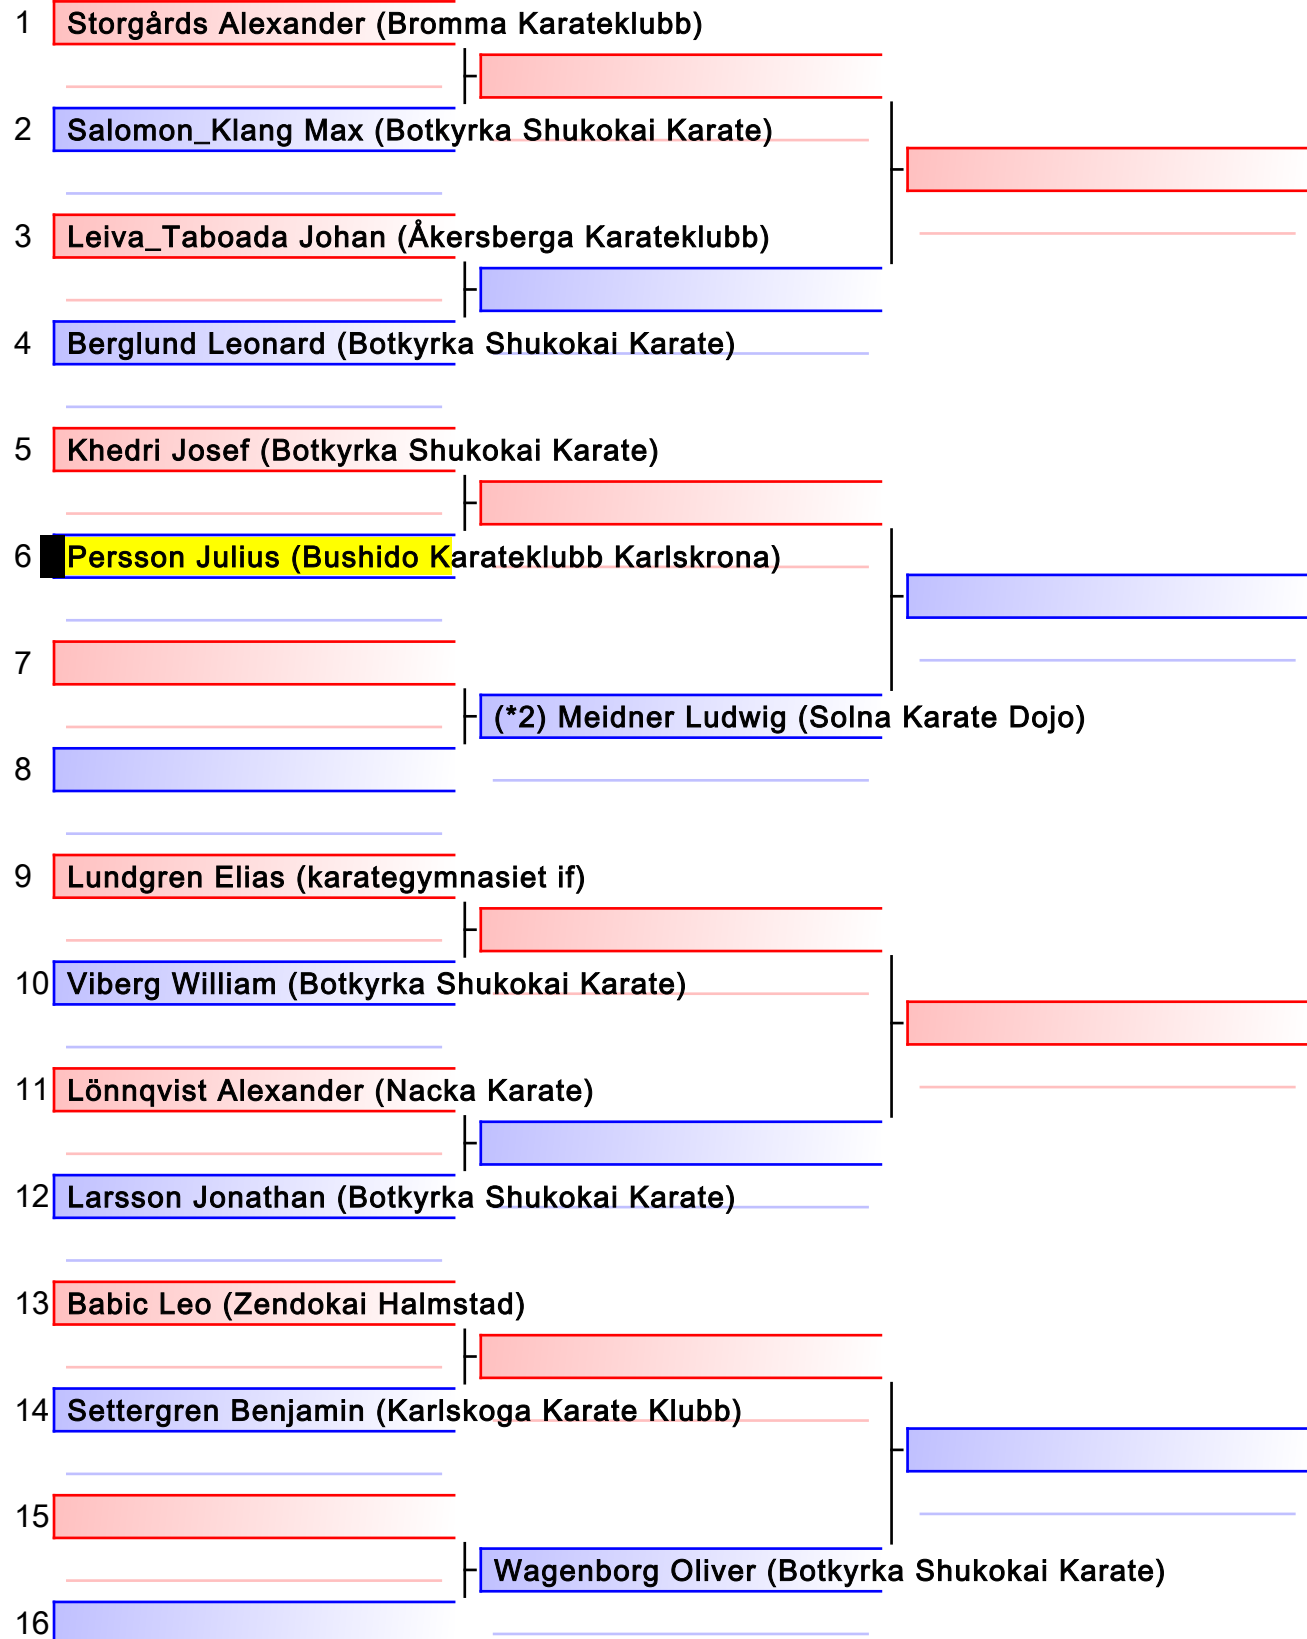 1 Storgårds Alexander (Bromma Karateklubb)
2 Salomon_Klang Max (Botkyrka Shukokai Karate)
3 Leiva_Taboada Johan (Åkersberga Karateklubb)
4 Berglund Leonard (Botkyrka Shukokai Karate)
5 Khedri Josef (Botkyrka Shukokai Karate)
6 Persson Julius (Bushido Karateklubb Karlskrona)
7
(*2) Meidner Ludwig (Solna Karate Dojo)
8
9 Lundgren Elias (karategymnasiet if)
10 Viberg William (Botkyrka Shukokai Karate)
11 Lönnqvist Alexander (Nacka Karate)
12 Larsson Jonathan (Botkyrka Shukokai Karate)
13 Babic Leo (Zendokai Halmstad)
14 Settergren Benjamin (Karlskoga Karate Klubb)
15
Wagenborg Oliver (Botkyrka Shukokai Karate)
16